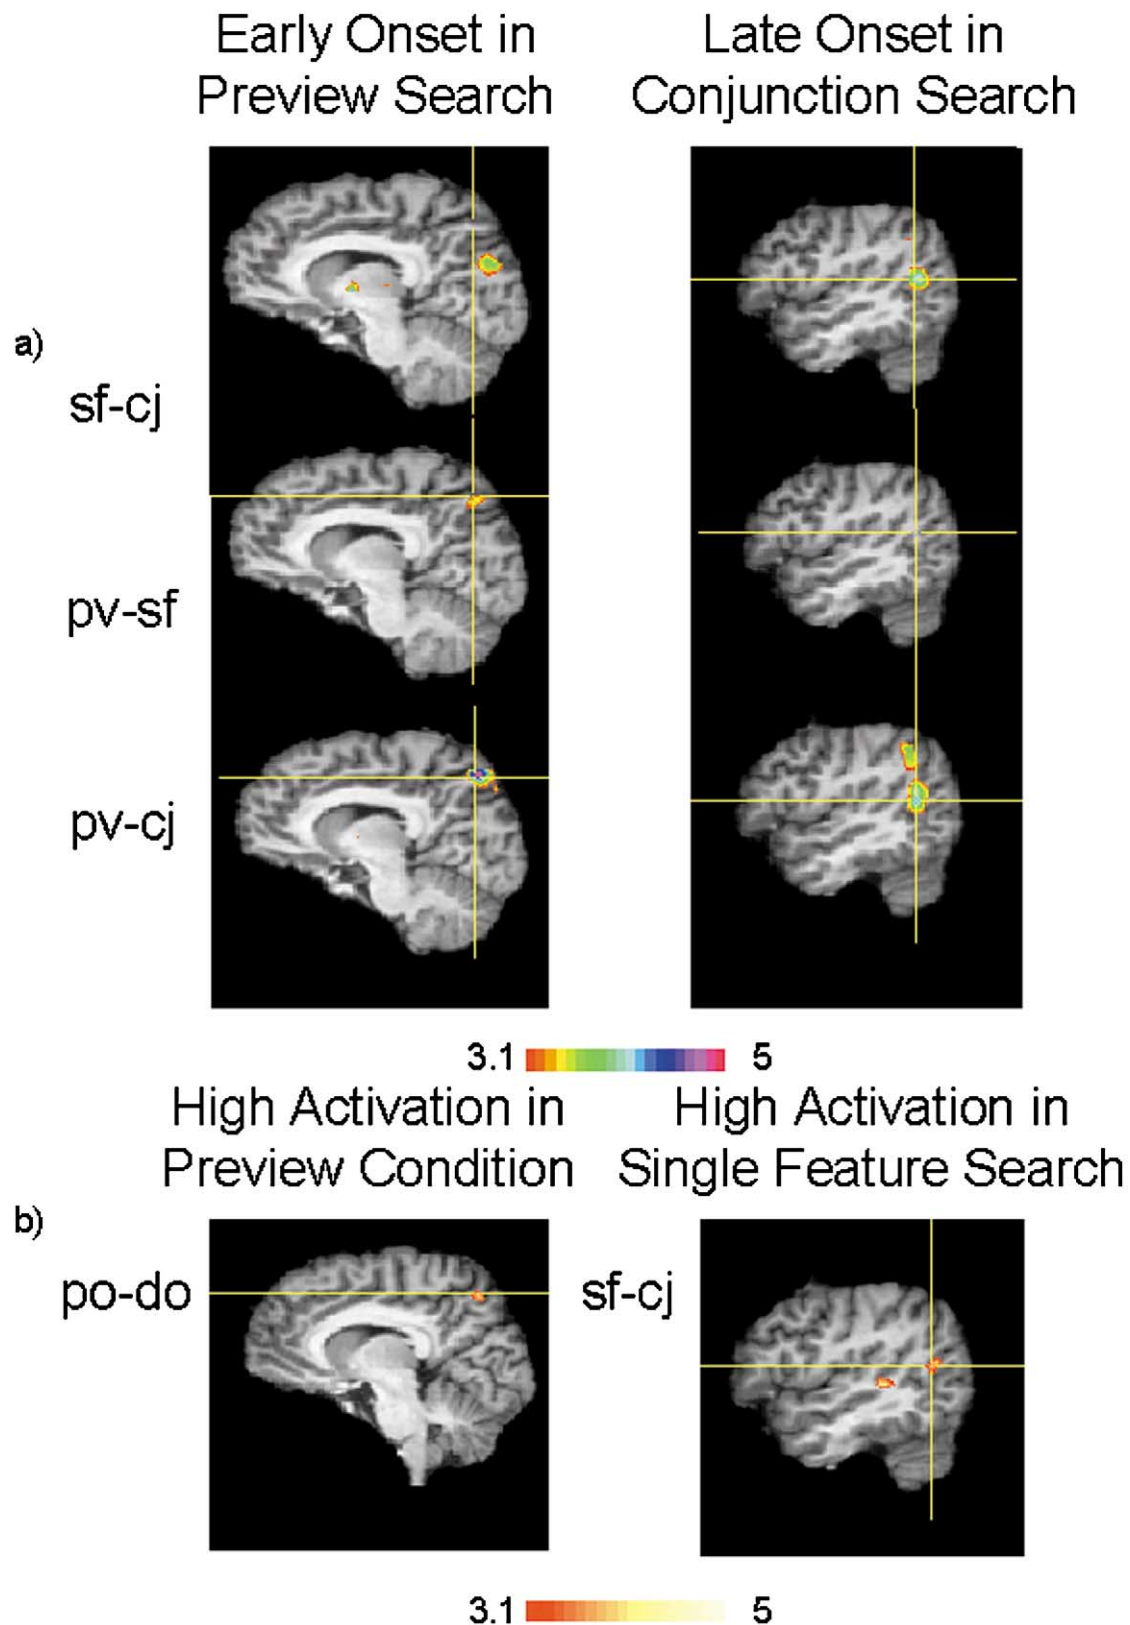 Early Onset in
Preview Search
Late Onset in
Conjunction Search
a)
sf-cj
pv-sf
pv-cj
3.1
5
High Activation in
Preview Condition
High Activation in
Single Feature Search
b)
po-do
sf-cj
3.1
5